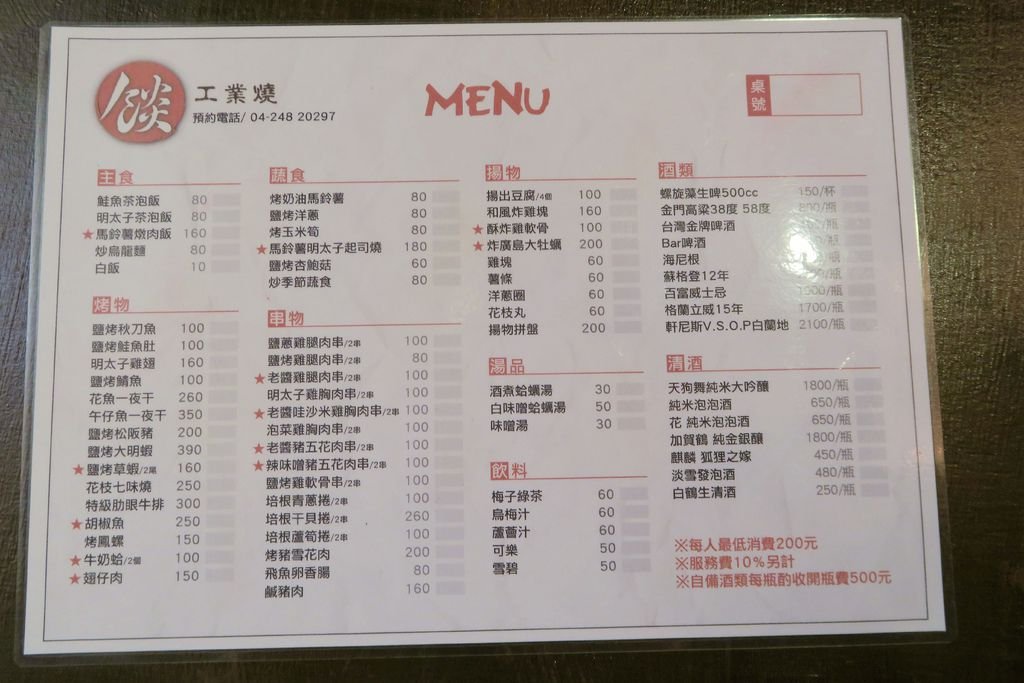 工業燒
預約電話/ 04-248 20297
MENU
桌號
主食
鮭魚茶泡飯 80
明太子茶泡飯 80
★馬鈴薯燉肉飯 160
炒烏龍麵 80
白飯 10
烤物
鹽烤秋刀魚 100
鹽烤鮭魚肚 100
明太子雞翅 160
鹽烤鯖魚 100
花魚一夜干 260
午仔魚一夜干 350
鹽烤松阪豬 200
鹽烤大明蝦 390
★鹽烤草蝦/2尾 160
花枝七味燒 250
特級肋眼牛排 300
★胡椒魚 250
烤鳳螺 150
★牛奶蛤/2個 100
★翅仔肉 150
蔬食
烤奶油馬鈴薯 80
鹽烤洋蔥 80
烤玉米筍 80
★馬鈴薯明太子起司燒 180
鹽烤杏鮑菇 60
炒季節蔬食 80
串物
鹽蔥雞腿肉串/2串 100
鹽烤雞腿肉串/2串 80
★老醬雞腿肉串/2串 100
明太子雞胸肉串/2串 100
★老醬哇沙米雞胸肉串/2串 100
泡菜雞胸肉串/2串 100
★老醬豬五花肉串/2串 100
★辣味噌豬五花肉串/2串 100
鹽烤雞軟骨串/2串 100
培根青蔥捲/2串 100
培根干貝捲/2串 260
培根蘆筍捲/2串 100
烤豬雪花肉 200
飛魚卵香腸 80
鹹豬肉 160
揚物
揚出豆腐/4個 100
和風炸雞塊 160
★酥炸雞軟骨 100
★炸廣島大牡蠣 200
雞塊 60
薯條 60
洋蔥圈 60
花枝丸 60
揚物拼盤 200
湯品
酒煮蛤蠣湯 30
白味噌蛤蠣湯 50
味噌湯 30
飲料
梅子綠茶 60
烏梅汁 60
蘆薈汁 60
可樂 50
雪碧 50
酒類
螺旋藻生啤500cc 150/杯
金門高粱38度 58度 /瓶
台灣金牌啤酒 /瓶
Bar啤酒 /瓶
海尼根 /瓶
蘇格登12年 /瓶
百富威士忌 /瓶
格蘭立威15年 1700/瓶
軒尼斯V.S.O.P白蘭地 2100/瓶
清酒
天狗舞純米大吟釀 1800/瓶
純米泡泡酒 650/瓶
花 純米泡泡酒 650/瓶
加賀鶴 純金銀釀 1800/瓶
麒麟 狐狸之嫁 450/瓶
淡雪發泡酒 480/瓶
白鶴生清酒 250/瓶
※每人最低消費200元
※服務費10%另計
※自備酒類每瓶酌收開瓶費500元